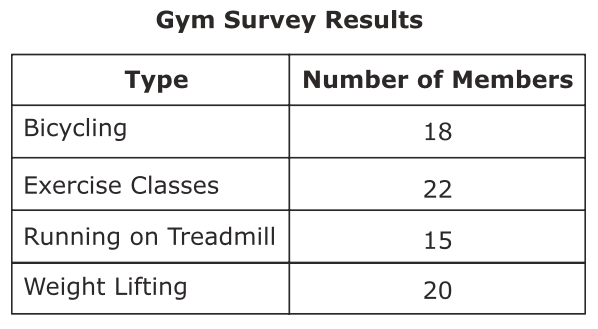 Gym Survey Results
Type Number of Members
Bicycling 18
Exercise Classes 22
Running on Treadmill 15
Weight Lifting 20